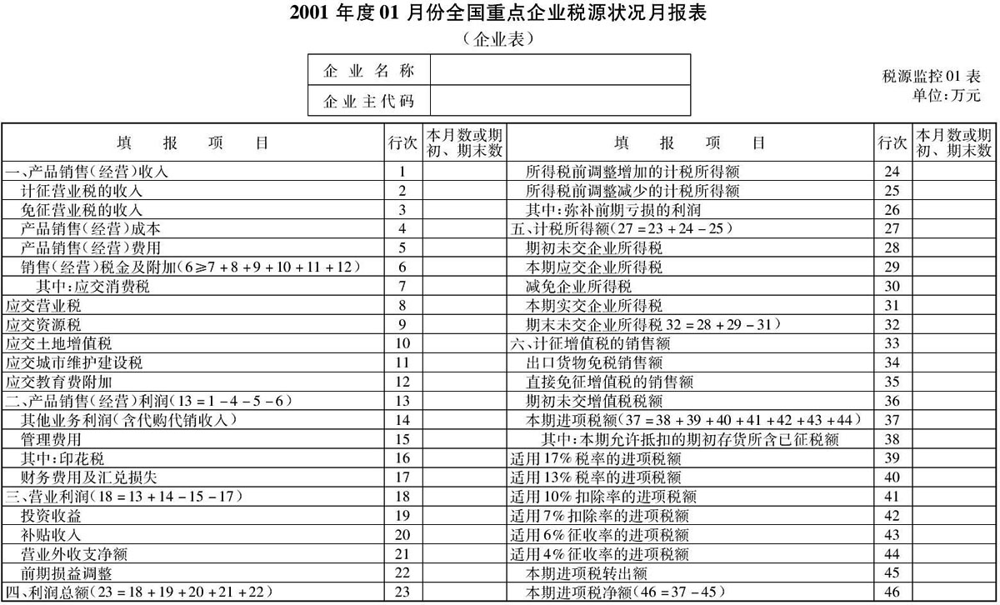 2001 年度 01 月份全国重点企业税源状况月报表
（企业表）
企业名称
企业主代码
税源监控 01 表
单位:万元
填报项目 行次 本月数或期初、期末数 填报项目 行次 本月数或期初、期末数
一、产品销售(经营)收入 1 所得税前调整增加的计税所得额 24
计征营业税的收入 2 所得税前调整减少的计税所得额 25
免征营业税的收入 3 其中:弥补前期亏损的利润 26
产品销售(经营)成本 4 五、计税所得额(27=23+24-25) 27
产品销售(经营)费用 5 期初未交企业所得税 28
销售(经营)税金及附加(6≥7+8+9+10+11+12) 6 本期应交企业所得税 29
其中:应交消费税 7 减免企业所得税 30
应交营业税 8 本期实交企业所得税 31
应交资源税 9 期末未交企业所得税 32=28+29-31) 32
应交土地增值税 10 六、计征增值税的销售额 33
应交城市维护建设税 11 出口货物免税销售额 34
应交教育费附加 12 直接免征增值税的销售额 35
二、产品销售(经营)利润(13=1-4-5-6) 13 期初未交增值税税额 36
其他业务利润(含代购代销收入) 14 本期进项税额(37=38+39+40+41+42+43+44) 37
管理费用 15 其中:本期允许抵扣的期初存货所含已征税额 38
其中:印花税 16 适用17%税率的进项税额 39
财务费用及汇兑损失 17 适用13%税率的进项税额 40
三、营业利润(18=13+14-15-17) 18 适用10%扣除率的进项税额 41
投资收益 19 适用7%扣除率的进项税额 42
补贴收入 20 适用6%征收率的进项税额 43
营业外收支净额 21 适用4%征收率的进项税额 44
前期损益调整 22 本期进项税转出额 45
四、利润总额(23=18+19+20+21+22) 23 本期进项税净额(46=37-45) 46